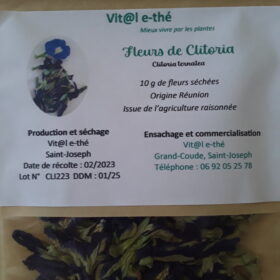 Vit@l e-thé
Mieux vivre par les plantes
Fleurs de Clitoria
Clitoria ternatea
10 g de fleurs séchées
Origine Réunion
Issue de l'agriculture raisonnée
Production et séchage
Vit@l e-thé
Saint-Joseph
Date de récolte : 02/2023
Lot N° CLI223 DDM : 01/25
Ensachage et commercialisation
Vit@l e-thé
Grand-Coude, Saint-Joseph
Téléphone : 06 92 05 25 78